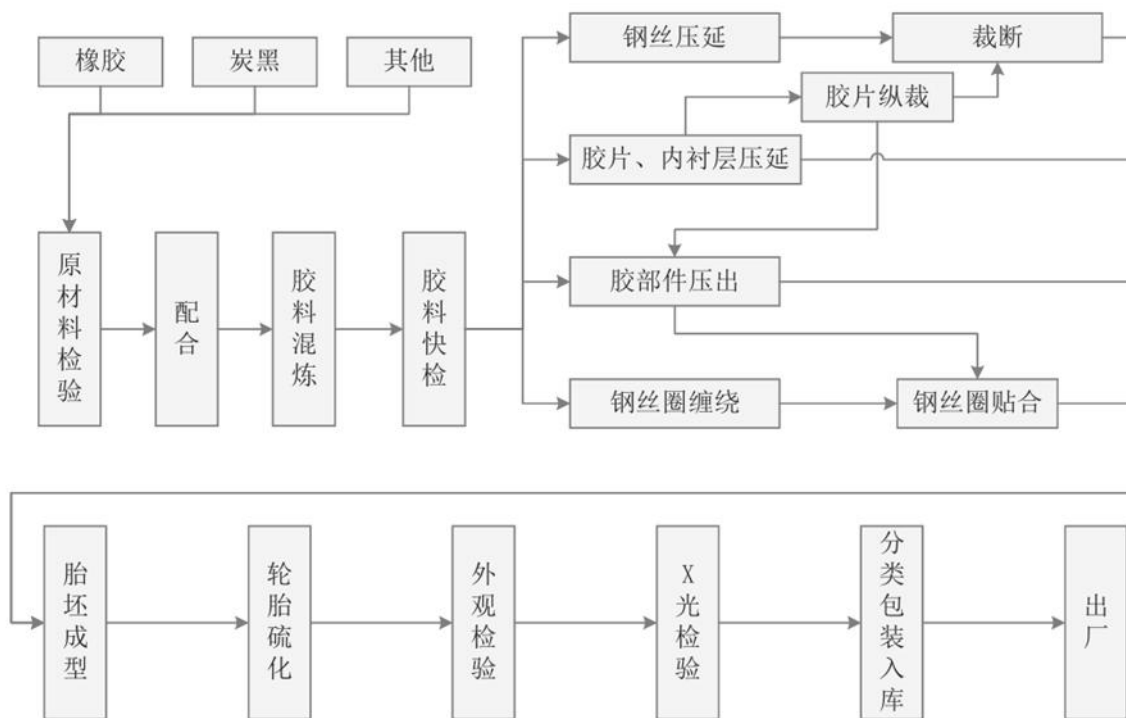 橡胶
炭黑
其他
原材料检验
配合
胶料混炼
胶料快检
钢丝压延
裁断
胶片纵裁
胶片、内衬层压延
胶部件压出
钢丝圈缠绕
钢丝圈贴合
胎坯成型
轮胎硫化
外观检验
X光检验
分类包装入库
出厂